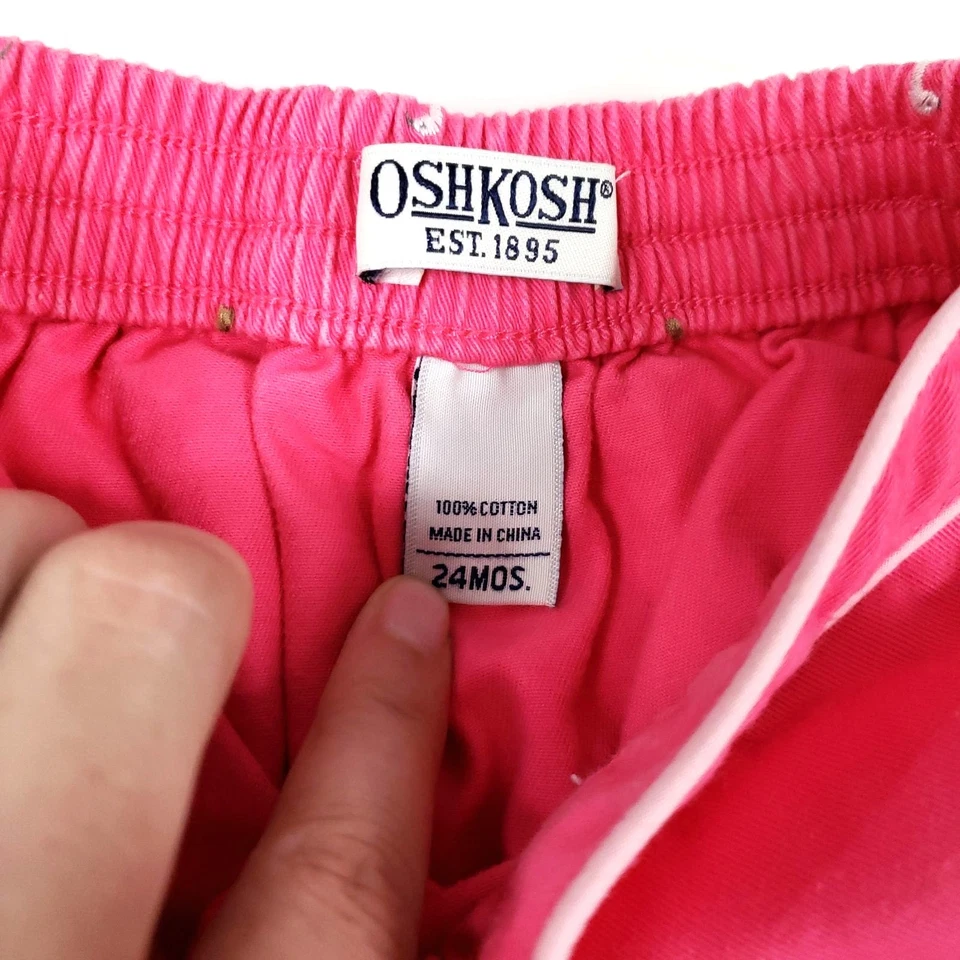 OSHKOSH®
EST. 1895
100% COTTON
MADE IN CHINA
24MOS.